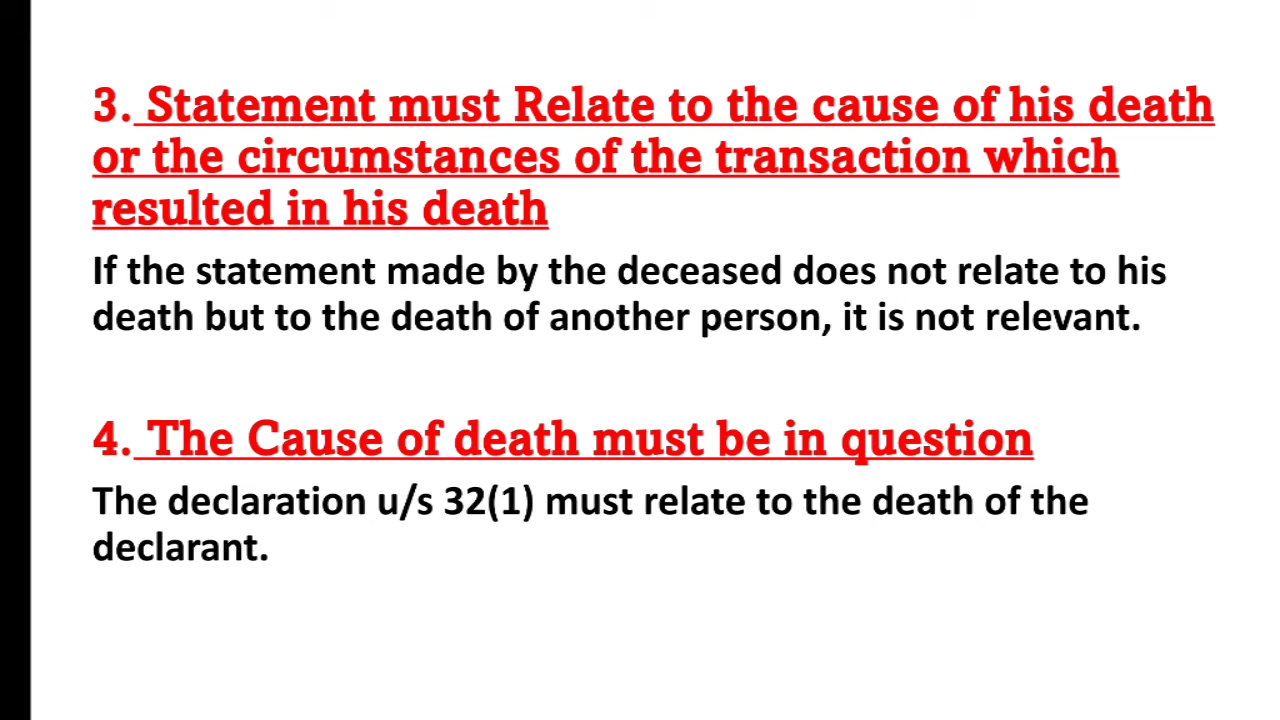 3. Statement must Relate to the cause of his death
or the circumstances of the transaction which
resulted in his death
If the statement made by the deceased does not relate to his
death but to the death of another person, it is not relevant.
4. The Cause of death must be in question
The declaration u/s 32(1) must relate to the death of the
declarant.